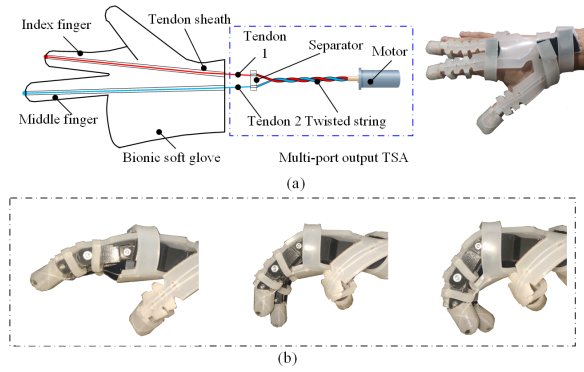 Index finger
Tendon sheath
Tendon
1
Separator
Motor
Middle finger
Tendon 2
Twisted string
Bionic soft glove
Multi-port output TSA
(a)
(b)